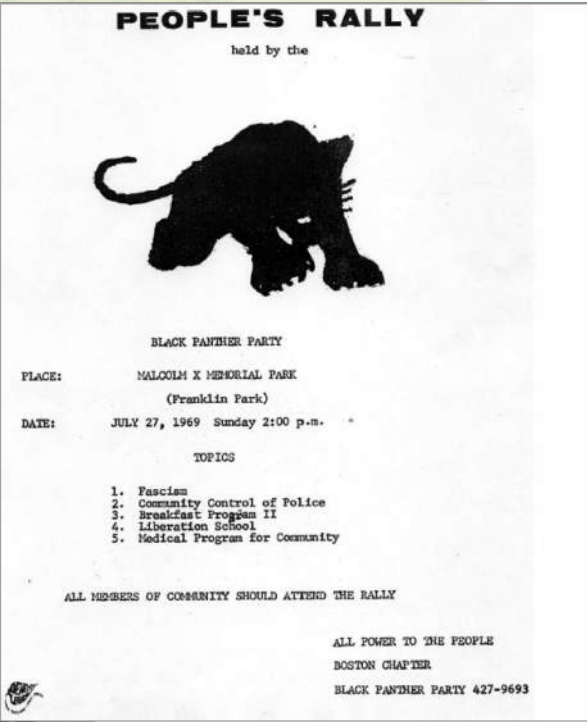 PEOPLE'S RALLY
held by the
BLACK PANTHER PARTY
PLACE: MALCOLM X MEMORIAL PARK
(Franklin Park)
DATE: JULY 27, 1969 Sunday 2:00 p.m.
TOPICS
1. Fascism
2. Community Control of Police
3. Breakfast Program II
4. Liberation School
5. Medical Program for Community
ALL MEMBERS OF COMMUNITY SHOULD ATTEND THE RALLY
ALL POWER TO THE PEOPLE
BOSTON CHAPTER
BLACK PANTHER PARTY 427-9693